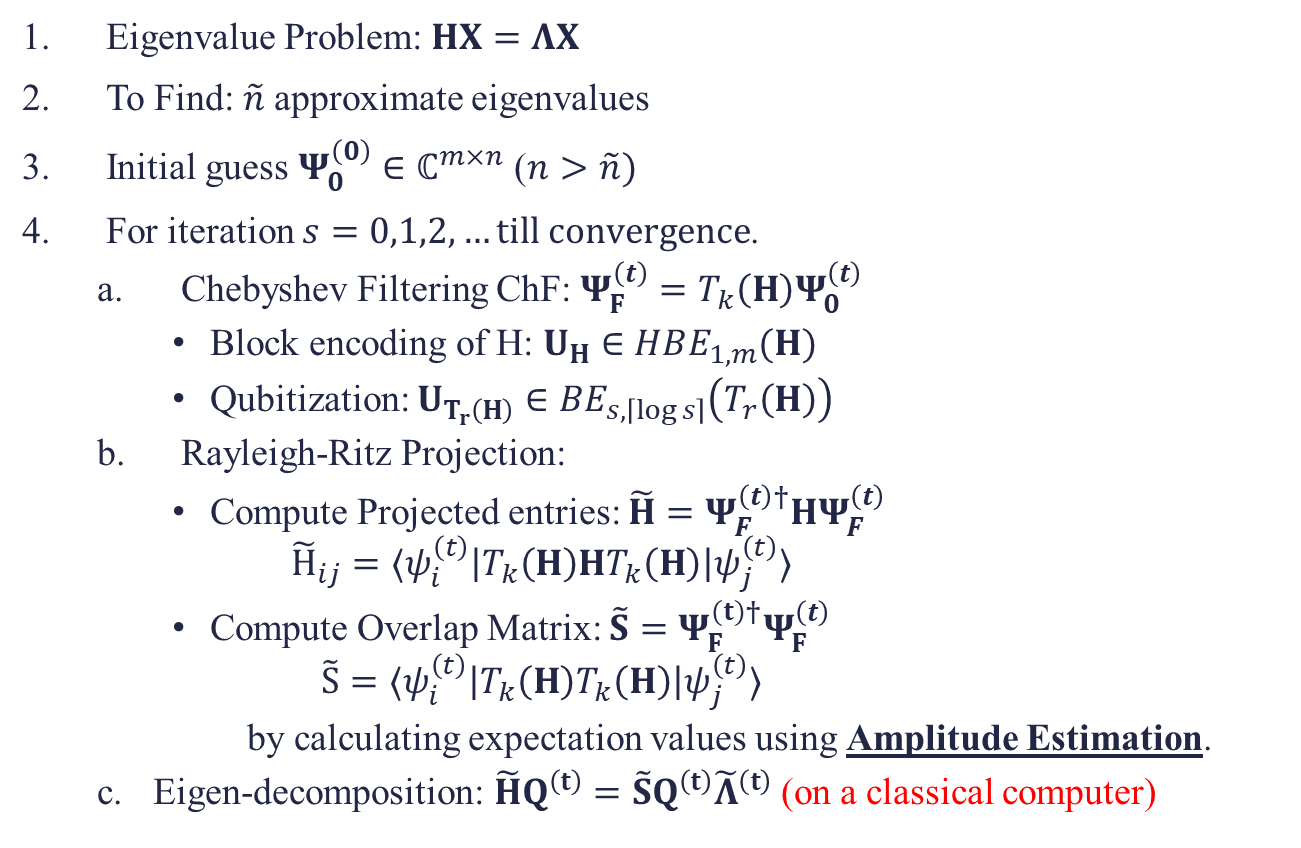 1. Eigenvalue Problem: 𝐇𝐗 = 𝚲𝐗
2. To Find: ñ approximate eigenvalues
3. Initial guess 𝚿₀⁽⁰⁾ ∈ ℂ^{m×n} (n > ñ)
4. For iteration s = 0,1,2, … till convergence.
a. Chebyshev Filtering ChF: 𝚿_F^{(t)} = T_k(𝐇)𝚿_0^{(t)}
• Block encoding of H: 𝐔_𝐇 ∈ HBE_{1,m}(𝐇)
• Qubitization: 𝐔_{𝐓_𝐫(𝐇)} ∈ BE_{s,⌈log s⌉}(T_r(𝐇))
b. Rayleigh-Ritz Projection:
• Compute Projected entries: 𝐇̃ = 𝚿_F^{(t)†}𝐇𝚿_F^{(t)}
H̃_{ij} = ⟨ψ_i^{(t)}|T_k(𝐇)𝐇T_k(𝐇)|ψ_j^{(t)}⟩
• Compute Overlap Matrix: 𝐒̃ = 𝚿_F^{(t)†}𝚿_F^{(t)}
S̃ = ⟨ψ_i^{(t)}|T_k(𝐇)T_k(𝐇)|ψ_j^{(t)}⟩
by calculating expectation values using Amplitude Estimation.
c. Eigen-decomposition: 𝐇̃𝐐^{(t)} = 𝐒̃𝐐^{(t)}𝚲̃^{(t)} (on a classical computer)